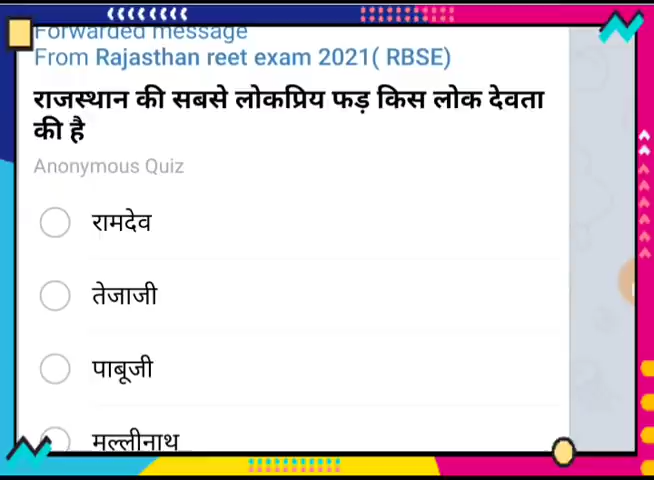 Forwarded message
From Rajasthan reet exam 2021( RBSE)
राजस्थान की सबसे लोकप्रिय फड़ किस लोक देवता
की है
Anonymous Quiz
रामदेव
तेजाजी
पाबूजी
मल्लीनाथ